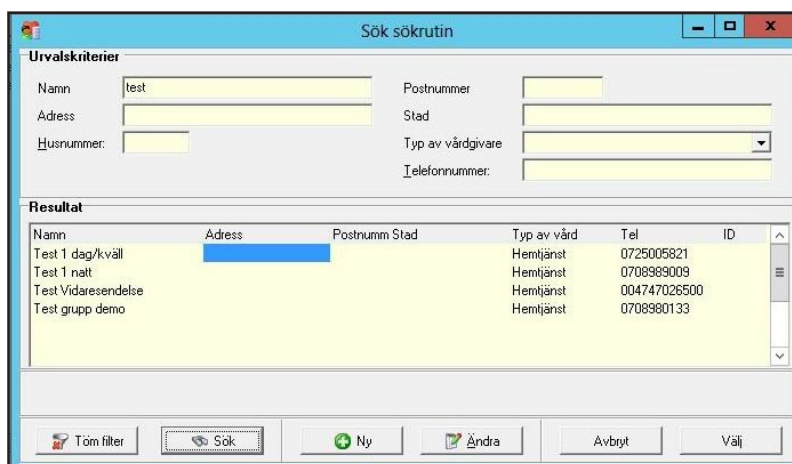 Sök sökrutin
Urvalskriterier
Namn test Postnummer
Adress Stad
Husnummer: Typ av vårdgivare
Telefonnummer:
Resultat
Namn Adress Postnumm Stad Typ av vård Tel ID
Test 1 dag/kväll Hemtjänst 0725005821
Test 1 natt Hemtjänst 0708989009
Test Vidaresendelse Hemtjänst 004747026500
Test grupp demo Hemtjänst 0708980133
Töm filter Sök Ny Ändra Avbryt Välj